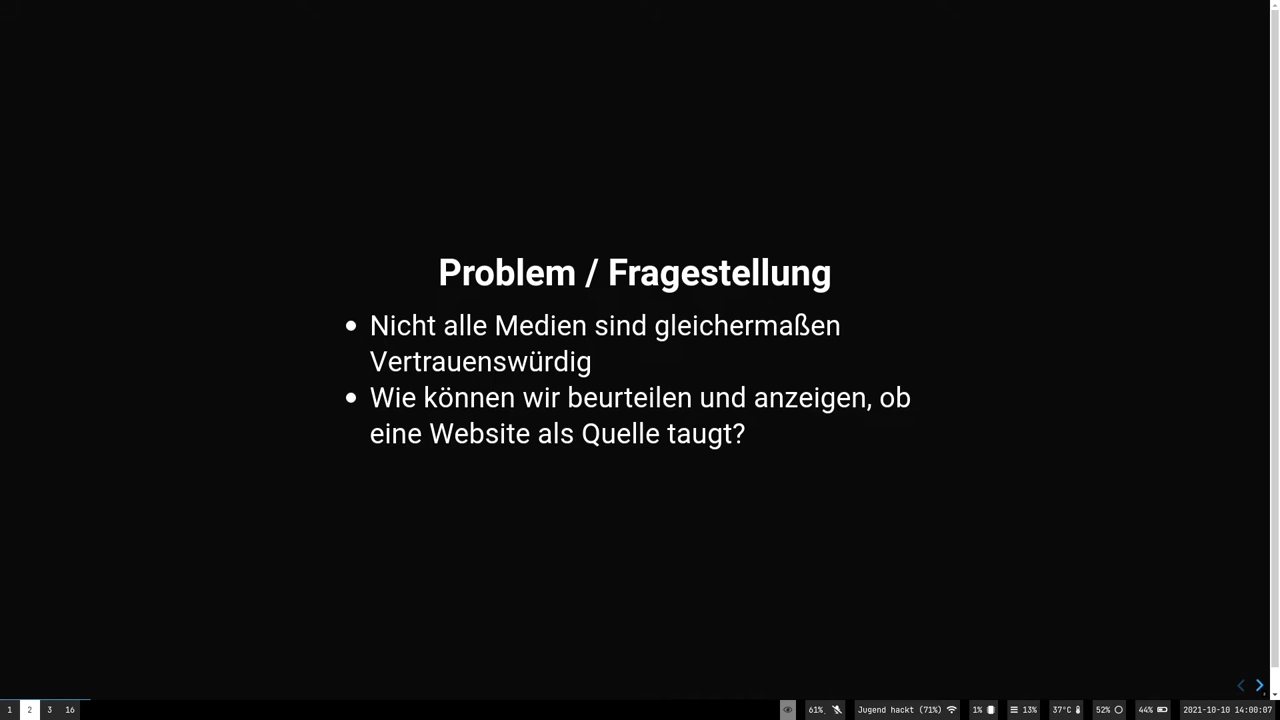 Problem / Fragestellung
Nicht alle Medien sind gleichermaßen
Vertrauenswürdig
Wie können wir beurteilen und anzeigen, ob
eine Website als Quelle taugt?
1 2 3 16 61% Jugend hackt (71%) 1% 13% 37°C 52% 44% 2021-10-10 14:00:07